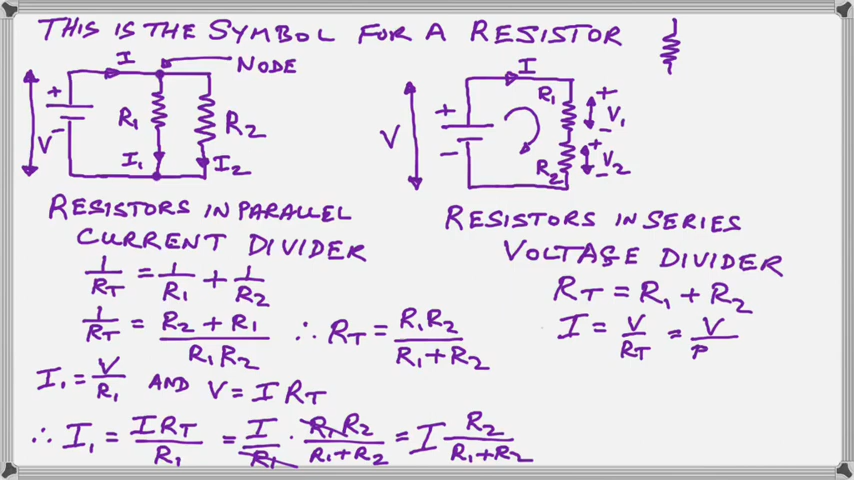 THIS IS THE SYMBOL FOR A RESISTOR
I
NODE
+
V
-
R1
R2
I1
I2
RESISTORS IN PARALLEL
CURRENT DIVIDER
1/RT = 1/R1 + 1/R2
1/RT = R2 + R1 / R1R2 ∴ RT = R1R2 / R1+R2
I1 = V/R1 AND V = I RT
∴ I1 = IRT/R1 = I/R1 · R1R2 / R1+R2 = I R2 / R1+R2
I
V
+
-
R1
+
V1
-
R2
+
V2
-
RESISTORS IN SERIES
VOLTAGE DIVIDER
RT = R1 + R2
I = V/RT = V/